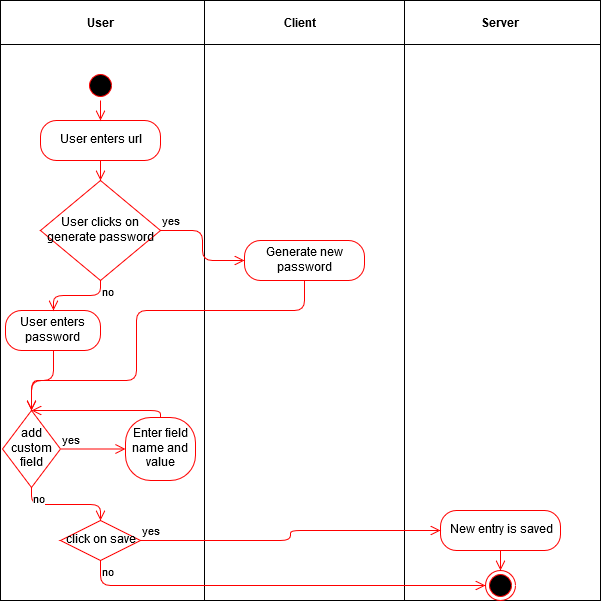 User
Client
Server
User enters url
User clicks on
generate password
yes
Generate new
password
no
User enters
password
add
custom
field
yes
Enter field
name and
value
no
click on save
yes
New entry is saved
no